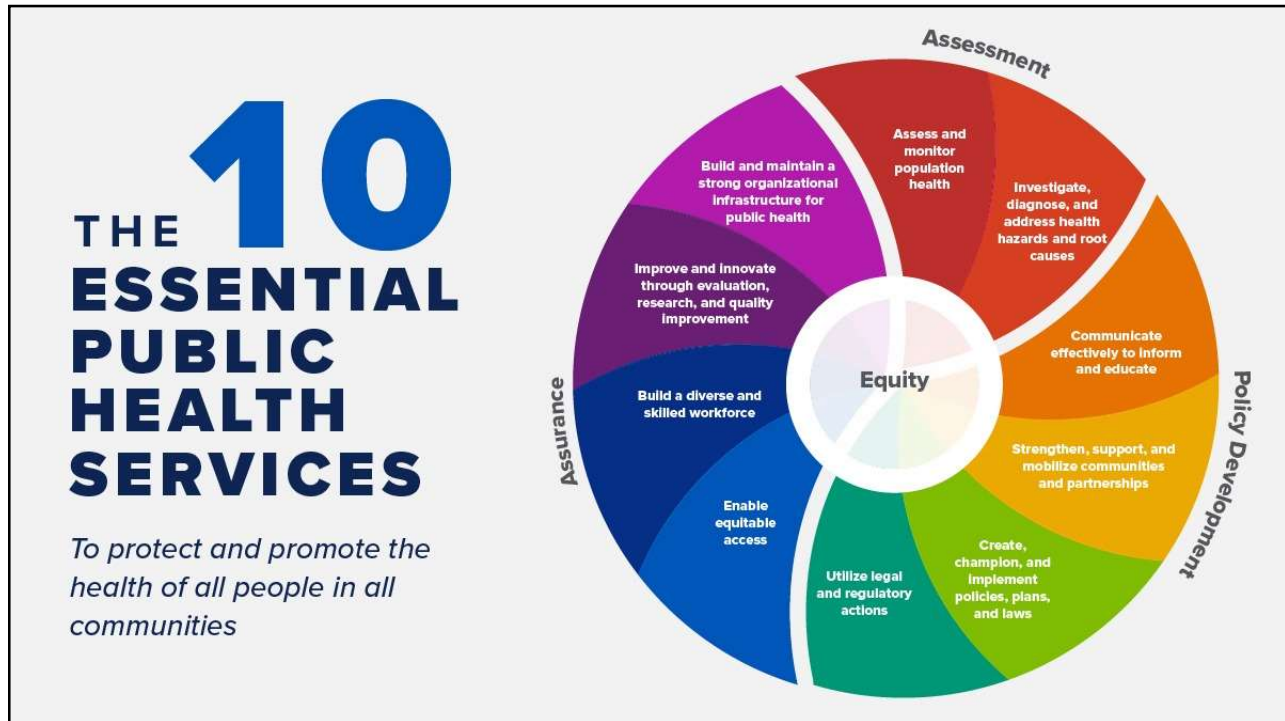 THE 10
ESSENTIAL
PUBLIC
HEALTH
SERVICES
To protect and promote the
health of all people in all
communities
Assessment
Assess and
monitor
population
health
Investigate,
diagnose, and
address health
hazards and root
causes
Policy Development
Communicate
effectively to inform
and educate
Strengthen, support, and
mobilize communities
and partnerships
Create,
champion, and
implement
policies, plans,
and laws
Utilize legal
and regulatory
actions
Assurance
Enable
equitable
access
Build a diverse and
skilled workforce
Improve and innovate
through evaluation,
research, and quality
improvement
Build and maintain a
strong organizational
infrastructure for
public health
Equity